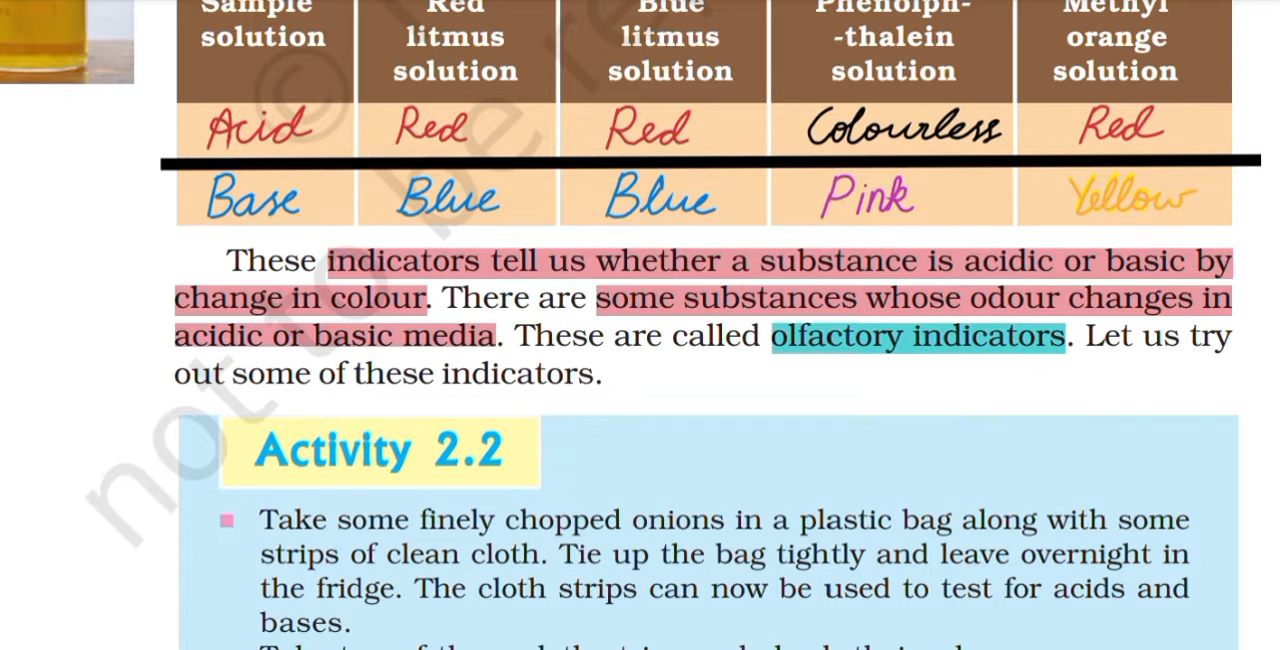 Sample Red Blue Phenolph- Methyl
solution litmus litmus -thalein orange
solution solution solution solution
Acid Red Red Colourless Red
Base Blue Blue Pink Yellow
These indicators tell us whether a substance is acidic or basic by
change in colour. There are some substances whose odour changes in
acidic or basic media. These are called olfactory indicators. Let us try
out some of these indicators.
Activity 2.2
Take some finely chopped onions in a plastic bag along with some
strips of clean cloth. Tie up the bag tightly and leave overnight in
the fridge. The cloth strips can now be used to test for acids and
bases.
© not to be re